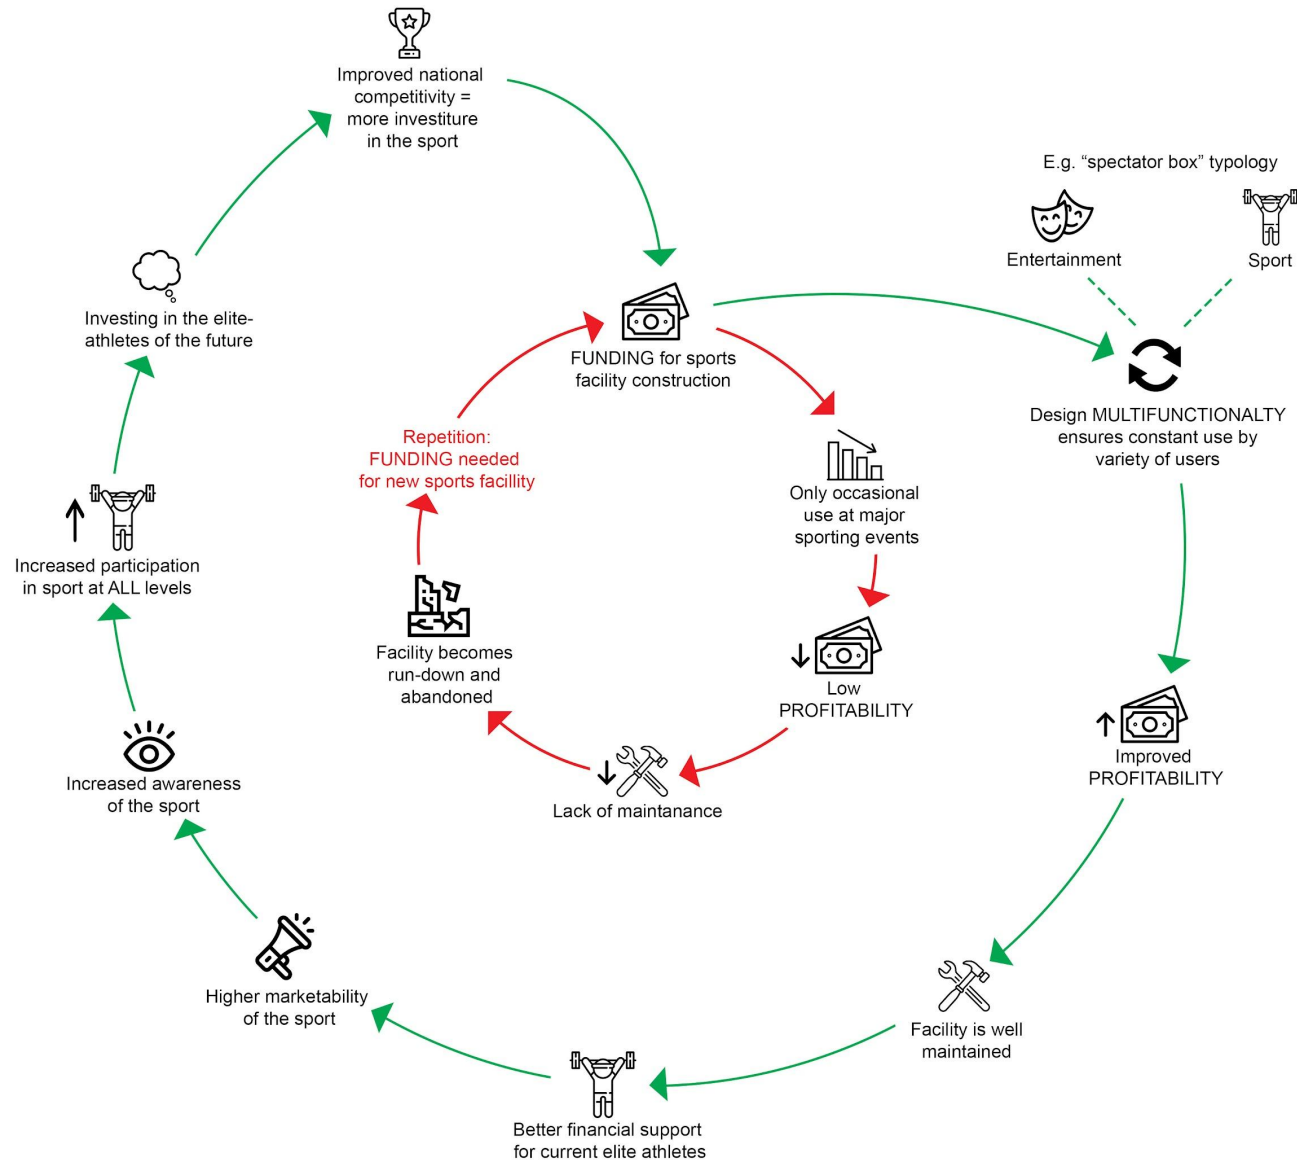 Improved national
competitivity =
more investiture
in the sport
E.g. “spectator box” typology
Entertainment
Sport
Investing in the elite-
athletes of the future
FUNDING for sports
facility construction
Design MULTIFUNCTIONALTY
ensures constant use by
variety of users
Repetition:
FUNDING needed
for new sports facillity
Only occasional
use at major
sporting events
Increased participation
in sport at ALL levels
Facility becomes
run-down and
abandoned
Low
PROFITABILITY
Improved
PROFITABILITY
Increased awareness
of the sport
Lack of maintanance
Higher marketability
of the sport
Facility is well
maintained
Better financial support
for current elite athletes